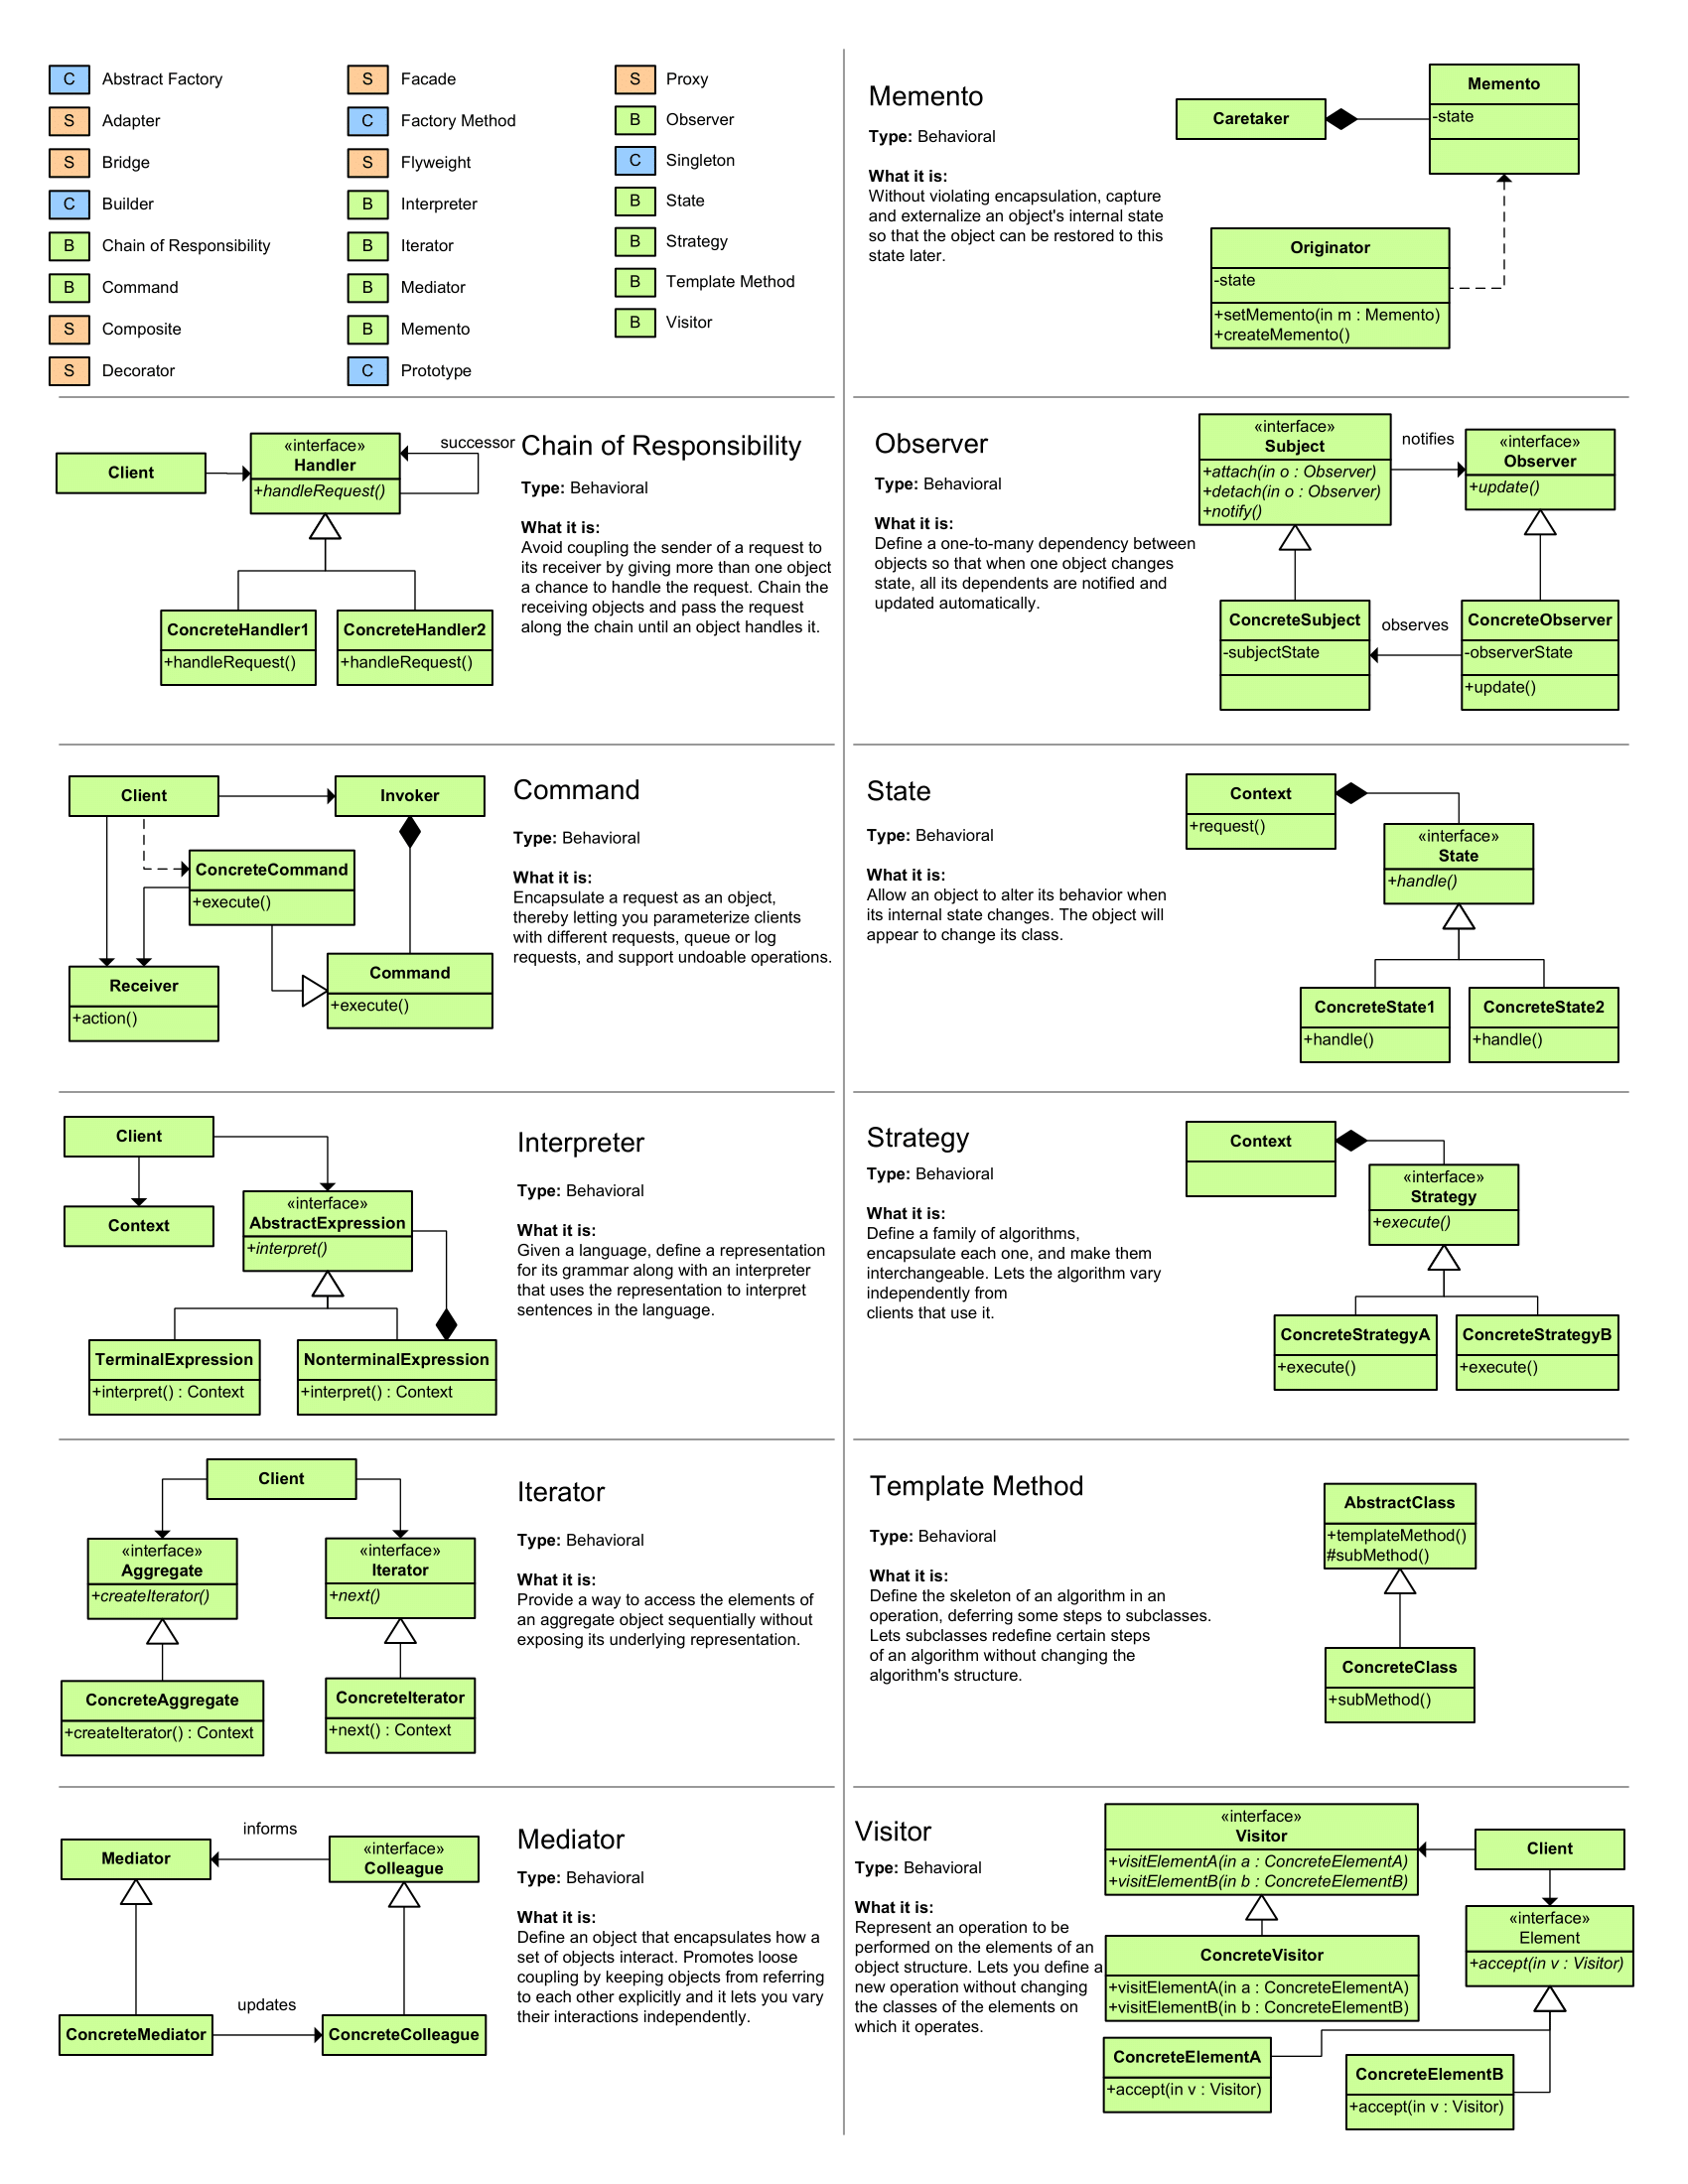 C Abstract Factory
S Adapter
S Bridge
C Builder
B Chain of Responsibility
B Command
S Composite
S Decorator
S Facade
C Factory Method
S Flyweight
B Interpreter
B Iterator
B Mediator
B Memento
C Prototype
S Proxy
B Observer
C Singleton
B State
B Strategy
B Template Method
B Visitor
Client
«interface»
Handler
+handleRequest()
successor
ConcreteHandler1
+handleRequest()
ConcreteHandler2
+handleRequest()
Chain of Responsibility
Type: Behavioral
What it is:
Avoid coupling the sender of a request to
its receiver by giving more than one object
a chance to handle the request. Chain the
receiving objects and pass the request
along the chain until an object handles it.
Client
Invoker
ConcreteCommand
+execute()
Receiver
+action()
Command
+execute()
Command
Type: Behavioral
What it is:
Encapsulate a request as an object,
thereby letting you parameterize clients
with different requests, queue or log
requests, and support undoable operations.
Client
Context
«interface»
AbstractExpression
+interpret()
TerminalExpression
+interpret() : Context
NonterminalExpression
+interpret() : Context
Interpreter
Type: Behavioral
What it is:
Given a language, define a representation
for its grammar along with an interpreter
that uses the representation to interpret
sentences in the language.
Client
«interface»
Aggregate
+createIterator()
«interface»
Iterator
+next()
ConcreteAggregate
+createIterator() : Context
ConcreteIterator
+next() : Context
Iterator
Type: Behavioral
What it is:
Provide a way to access the elements of
an aggregate object sequentially without
exposing its underlying representation.
Mediator
informs
«interface»
Colleague
ConcreteMediator
updates
ConcreteColleague
Mediator
Type: Behavioral
What it is:
Define an object that encapsulates how a
set of objects interact. Promotes loose
coupling by keeping objects from referring
to each other explicitly and it lets you vary
their interactions independently.
Memento
Type: Behavioral
What it is:
Without violating encapsulation, capture
and externalize an object's internal state
so that the object can be restored to this
state later.
Caretaker
Memento
-state
Originator
-state
+setMemento(in m : Memento)
+createMemento()
Observer
Type: Behavioral
What it is:
Define a one-to-many dependency between
objects so that when one object changes
state, all its dependents are notified and
updated automatically.
«interface»
Subject
+attach(in o : Observer)
+detach(in o : Observer)
+notify()
notifies
«interface»
Observer
+update()
ConcreteSubject
-subjectState
observes
ConcreteObserver
-observerState
+update()
State
Type: Behavioral
What it is:
Allow an object to alter its behavior when
its internal state changes. The object will
appear to change its class.
Context
+request()
«interface»
State
+handle()
ConcreteState1
+handle()
ConcreteState2
+handle()
Strategy
Type: Behavioral
What it is:
Define a family of algorithms,
encapsulate each one, and make them
interchangeable. Lets the algorithm vary
independently from
clients that use it.
Context
«interface»
Strategy
+execute()
ConcreteStrategyA
+execute()
ConcreteStrategyB
+execute()
Template Method
Type: Behavioral
What it is:
Define the skeleton of an algorithm in an
operation, deferring some steps to subclasses.
Lets subclasses redefine certain steps
of an algorithm without changing the
algorithm's structure.
AbstractClass
+templateMethod()
#subMethod()
ConcreteClass
+subMethod()
Visitor
Type: Behavioral
What it is:
Represent an operation to be
performed on the elements of an
object structure. Lets you define a
new operation without changing
the classes of the elements on
which it operates.
«interface»
Visitor
+visitElementA(in a : ConcreteElementA)
+visitElementB(in b : ConcreteElementB)
Client
«interface»
Element
+accept(in v : Visitor)
ConcreteVisitor
+visitElementA(in a : ConcreteElementA)
+visitElementB(in b : ConcreteElementB)
ConcreteElementA
+accept(in v : Visitor)
ConcreteElementB
+accept(in v : Visitor)